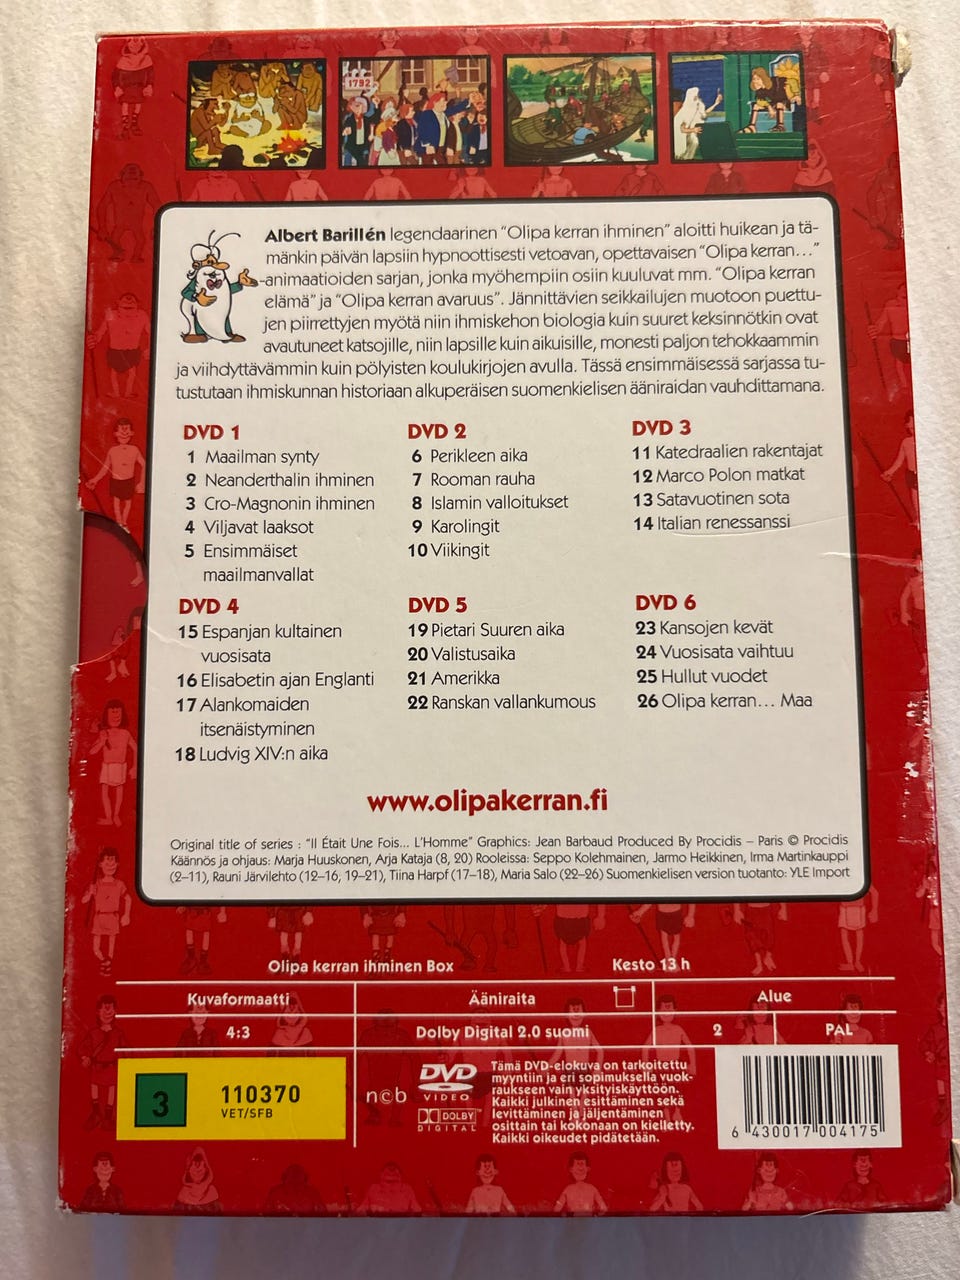 1792
Albert Barillén legendaarinen “Olipa kerran ihminen” aloitti huikean ja tä-
mänkin päivän lapsiin hypnoottisesti vetoavan, opettavaisen “Olipa kerran...”
-animaatioiden sarjan, jonka myöhempiin osiin kuuluvat mm. “Olipa kerran
elämä” ja “Olipa kerran avaruus”. Jännittävien seikkailujen muotoon puettu-
jen piirrettyjen myötä niin ihmiskehon biologia kuin suuret keksinnötkin ovat
avautuneet katsojille, niin lapsille kuin aikuisille, monesti paljon tehokkaammin
ja viihdyttävämmin kuin pölyisten koulukirjojen avulla. Tässä ensimmäisessä sarjassa tu-
tustutaan ihmiskunnan historiaan alkuperäisen suomenkielisen ääniraidan vauhdittamana.
DVD 1
1 Maailman synty
2 Neanderthalin ihminen
3 Cro-Magnonin ihminen
4 Viljavat laaksot
5 Ensimmäiset
maailmanvallat
DVD 2
6 Perikleen aika
7 Rooman rauha
8 Islamin valloitukset
9 Karolingit
10 Viikingit
DVD 3
11 Katedraalien rakentajat
12 Marco Polon matkat
13 Satavuotinen sota
14 Italian renessanssi
DVD 4
15 Espanjan kultainen
vuosisata
16 Elisabetin ajan Englanti
17 Alankomaiden
itsenäistyminen
18 Ludvig XIV:n aika
DVD 5
19 Pietari Suuren aika
20 Valistusaika
21 Amerikka
22 Ranskan vallankumous
DVD 6
23 Kansojen kevät
24 Vuosisata vaihtuu
25 Hullut vuodet
26 Olipa kerran... Maa
www.olipakerran.fi
Original title of series : “Il Était Une Fois... L’Homme” Graphics: Jean Barbaud Produced By Procidis – Paris © Procidis
Käännös ja ohjaus: Marja Huuskonen, Arja Kataja (8, 20) Rooleissa: Seppo Kolehmainen, Jarmo Heikkinen, Irma Martinkauppi
(2–11), Rauni Järvilehto (12–16, 19–21), Tiina Harpf (17–18), Maria Salo (22–26) Suomenkielisen version tuotanto: YLE Import
Olipa kerran ihminen Box Kesto 13 h
Kuvaformaatti Ääniraita Alue
4:3 Dolby Digital 2.0 suomi 2 PAL
3
110370
VET/SFB
ncb
DVD
VIDEO
DOLBY
DIGITAL
Tämä DVD-elokuva on tarkoitettu
myyntiin ja eri sopimuksella vuok-
raukseen vain yksityiskäyttöön.
Kaikki julkinen esittäminen sekä
levittäminen ja jäljentäminen
osittain tai kokonaan on kielletty.
Kaikki oikeudet pidätetään.
6 430017 004175